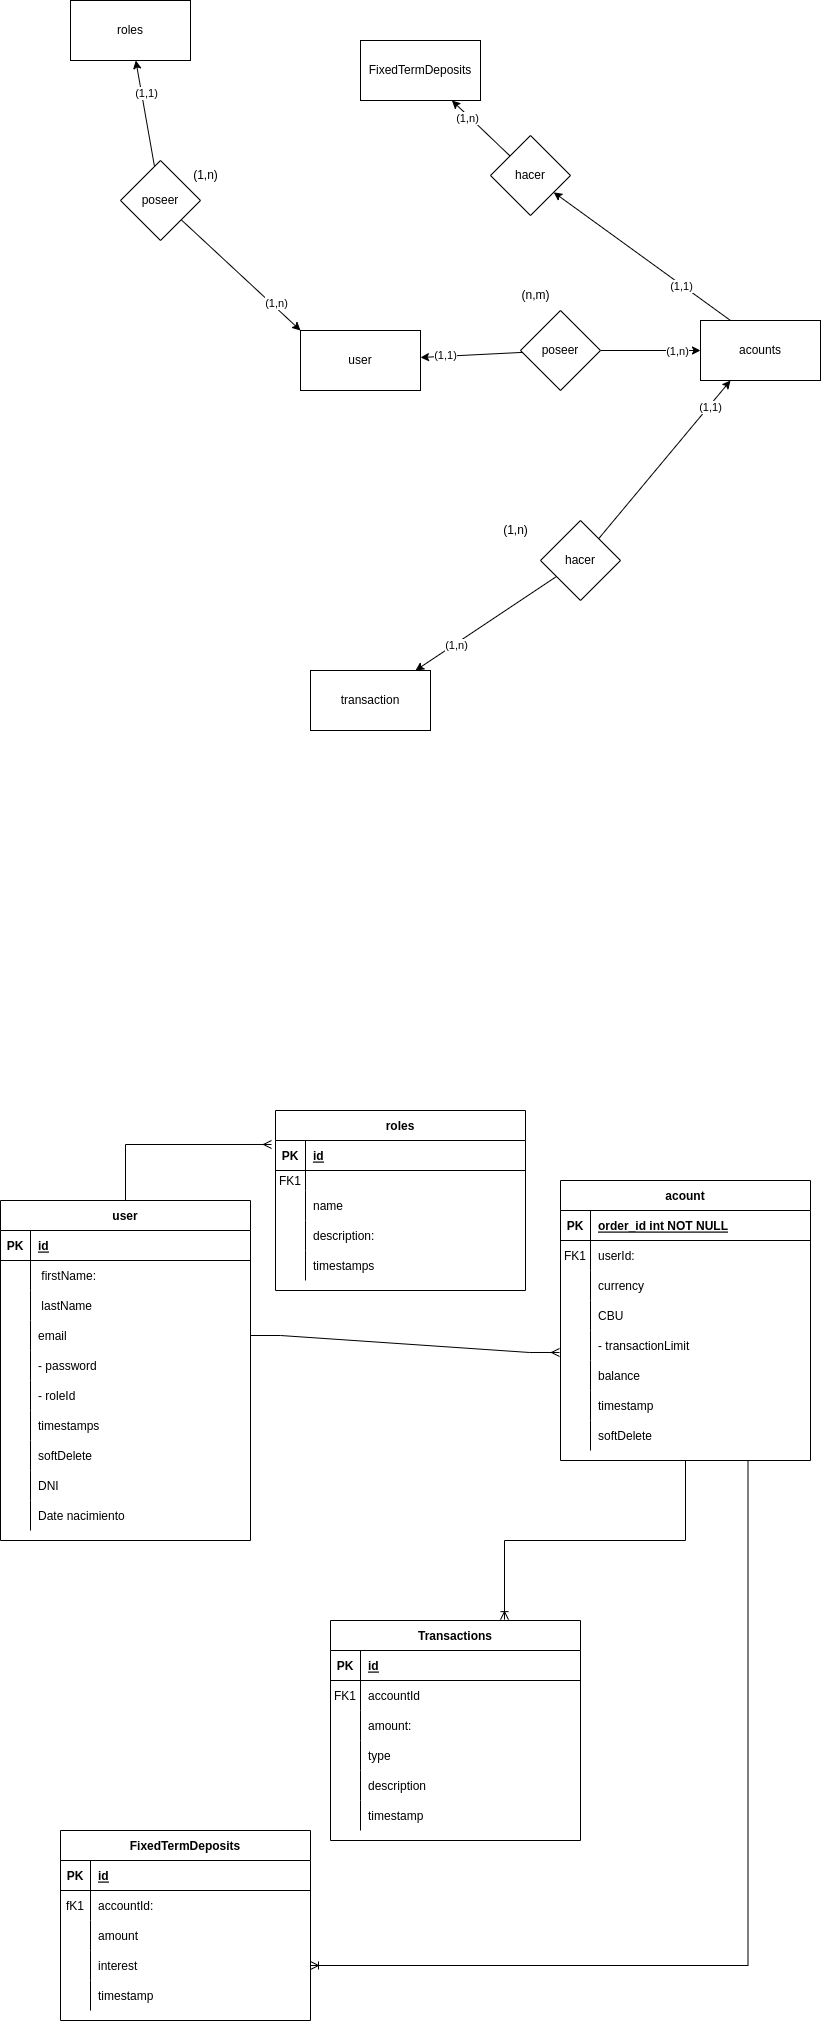 roles
FixedTermDeposits
(1,1)
(1,n)
hacer
(1,n)
poseer
(1,1)
(n,m)
(1,n)
user
(1,1)
poseer
(1,n)
acounts
(1,1)
(1,n)
hacer
(1,n)
transaction
roles
PK id
FK1
name
description:
timestamps
user
PK id
firstName:
lastName
email
- password
- roleId
timestamps
softDelete
DNI
Date nacimiento
acount
PK order_id int NOT NULL
FK1 userId:
currency
CBU
- transactionLimit
balance
timestamp
softDelete
Transactions
PK id
FK1 accountId
amount:
type
description
timestamp
FixedTermDeposits
PK id
fK1 accountId:
amount
interest
timestamp